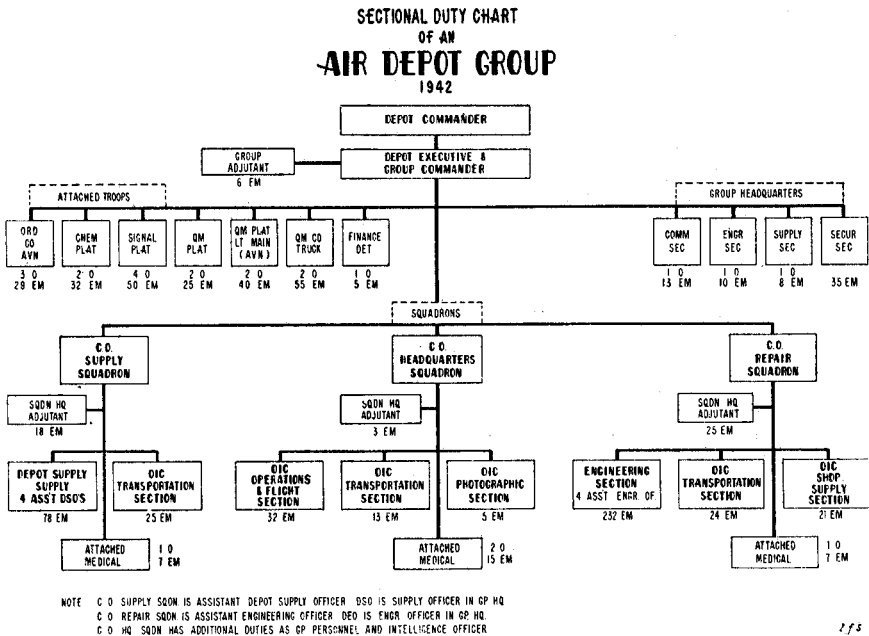 SECTIONAL DUTY CHART
OF AN
AIR DEPOT GROUP
1942
DEPOT COMMANDER
GROUP
ADJUTANT
6 EM
DEPOT EXECUTIVE &
GROUP COMMANDER
ATTACHED TROOPS
GROUP HEADQUARTERS
ORD
CO
AVN
3 O
29 EM
CHEM
PLAT
2 O
32 EM
SIGNAL
PLAT
4 O
50 EM
QM
PLAT
2 O
25 EM
QM PLAT
LT MAIN
(AVN)
2 O
40 EM
QM CO
TRUCK
2 O
55 EM
FINANCE
DET
1 O
5 EM
COMM
SEC
1 O
13 EM
ENGR
SEC
1 O
10 EM
SUPPLY
SEC
1 O
8 EM
SECUR
SEC
35 EM
SQUADRONS
C.O.
SUPPLY
SQUADRON
C.O.
HEADQUARTERS
SQUADRON
C.O.
REPAIR
SQUADRON
SQDN HQ
ADJUTANT
18 EM
SQDN HQ
ADJUTANT
3 EM
SQDN HQ
ADJUTANT
25 EM
DEPOT SUPPLY
SUPPLY
4 ASS'T DSO'S
78 EM
OIC
TRANSPORTATION
SECTION
25 EM
OIC
OPERATIONS
& FLIGHT
SECTION
32 EM
OIC
TRANSPORTATION
SECTION
13 EM
OIC
PHOTOGRAPHIC
SECTION
5 EM
ENGINEERING
SECTION
4 ASST. ENGR. OF.
232 EM
OIC
TRANSPORTATION
SECTION
24 EM
OIC
SHOP
SUPPLY
SECTION
21 EM
ATTACHED
MEDICAL
1 O
7 EM
ATTACHED
MEDICAL
2 O
15 EM
ATTACHED
MEDICAL
1 O
7 EM
NOTE C O SUPPLY SQDN. IS ASSISTANT DEPOT SUPPLY OFFICER DSO IS SUPPLY OFFICER IN GP HQ
C O REPAIR SQDN. IS ASSISTANT ENGINEERING OFFICER DEO IS ENGR OFFICER IN GP. HQ.
C O HQ SQDN HAS ADDITIONAL DUTIES AS GP PERSONNEL AND INTELLIGENCE OFFICER